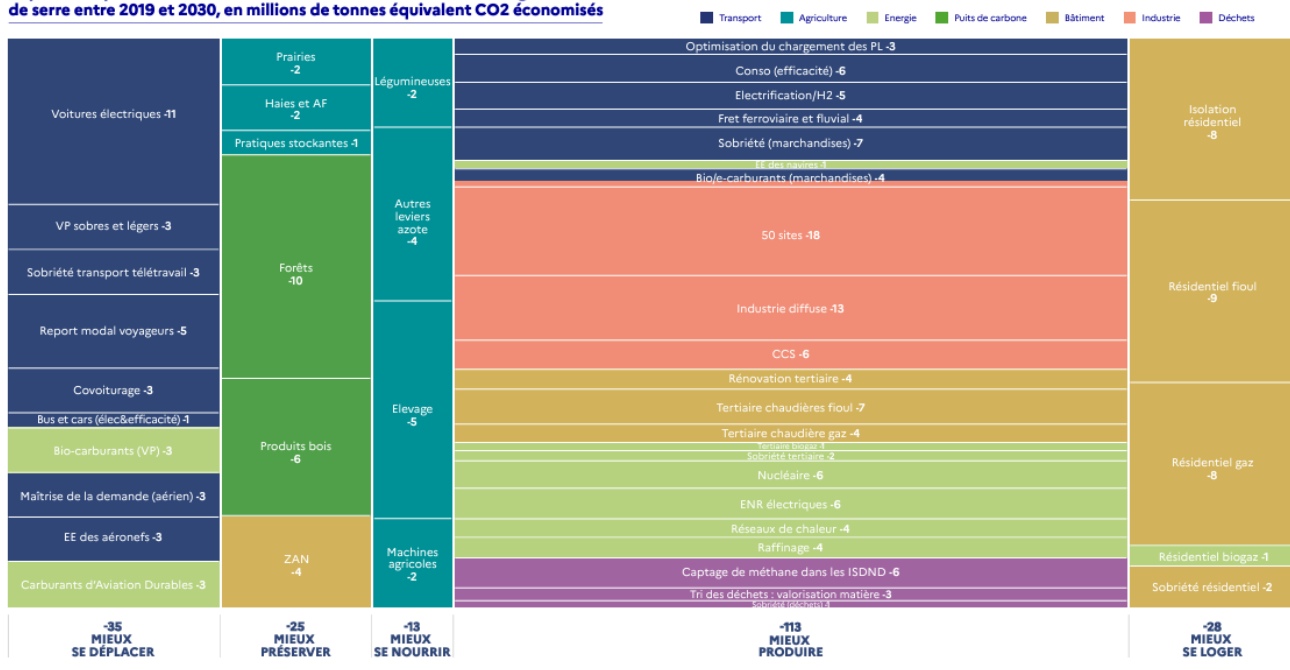 de serre entre 2019 et 2030, en millions de tonnes équivalent CO2 économisés
Transport
Agriculture
Energie
Puits de carbone
Bâtiment
Industrie
Déchets
Voitures électriques -11
VP sobres et légers -3
Sobriété transport télétravail -3
Report modal voyageurs -5
Covoiturage -3
Bus et cars (élec&efficacité) -1
Bio-carburants (VP) -3
Maîtrise de la demande (aérien) -3
EE des aéronefs -3
Carburants d'Aviation Durables -3
Prairies
-2
Haies et AF
-2
Pratiques stockantes -1
Forêts
-10
Produits bois
-6
ZAN
-4
Légumineuses
-2
Autres
leviers
azote
-4
Elevage
-5
Machines
agricoles
-2
Optimisation du chargement des PL -3
Conso (efficacité) -6
Electrification/H2 -5
Fret ferroviaire et fluvial -4
Sobriété (marchandises) -7
EE des navires -1
Bio/e-carburants (marchandises) -4
50 sites -18
Industrie diffuse -13
CCS -6
Rénovation tertiaire -4
Tertiaire chaudières fioul -7
Tertiaire chaudière gaz -4
Tertiaire biogaz -1
Sobriété tertiaire -2
Nucléaire -6
ENR électriques -6
Réseaux de chaleur -4
Raffinage -4
Captage de méthane dans les ISDND -6
Tri des déchets : valorisation matière -3
Sobriété (déchets) -1
Isolation
résidentiel
-8
Résidentiel fioul
-9
Résidentiel gaz
-8
Résidentiel biogaz -1
Sobriété résidentiel -2
-35
MIEUX
SE DÉPLACER
-25
MIEUX
PRÉSERVER
-13
MIEUX
SE NOURRIR
-113
MIEUX
PRODUIRE
-28
MIEUX
SE LOGER